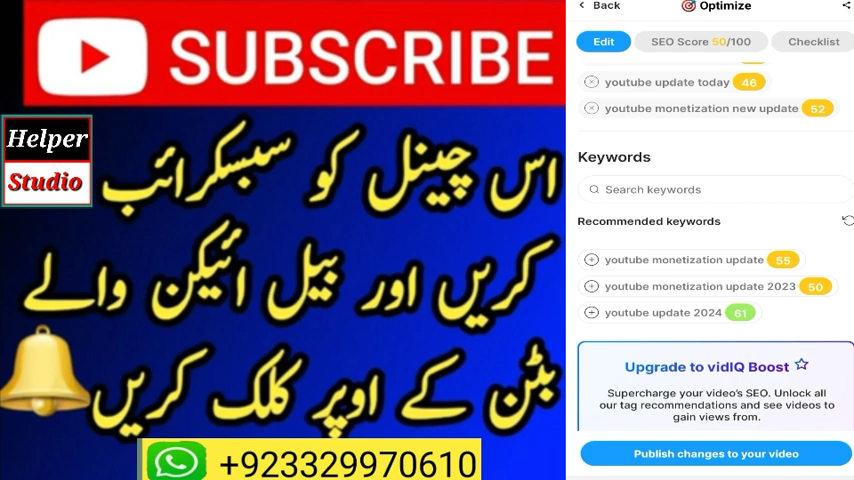 SUBSCRIBE
Helper
Studio
اس چینل کو سبسکرائب
کریں اور بیل ائیکن والے
بٹن کے اوپر کلک کریں
+923329970610
Back
Optimize
Edit
SEO Score 50/100
Checklist
youtube update today 46
youtube monetization new update 52
Keywords
Search keywords
Recommended keywords
youtube monetization update 55
youtube monetization update 2023 50
youtube update 2024 61
Upgrade to vidIQ Boost
Supercharge your video's SEO. Unlock all
our tag recommendations and see videos to
gain views from.
Publish changes to your video